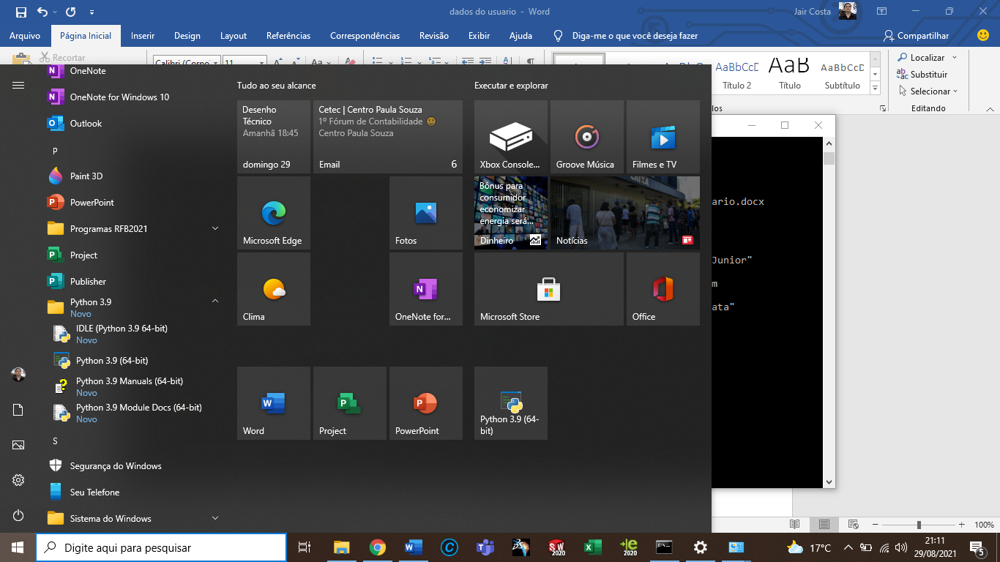 dados do usuario - Word
Jair Costa
Arquivo
Página Inicial
Inserir
Design
Layout
Referências
Correspondências
Revisão
Exibir
Ajuda
Diga-me o que você deseja fazer
Compartilhar
Recortar
11
AaBbCcD
AaB
AaBbCcD
Título 2
Título
Subtítulo
Localizar
Substituir
Selecionar
Editando
OneNote
OneNote for Windows 10
Outlook
P
Paint 3D
PowerPoint
Programas RFB2021
Project
Publisher
Python 3.9
Novo
IDLE (Python 3.9 64-bit)
Novo
Python 3.9 (64-bit)
Python 3.9 Manuals (64-bit)
Novo
Python 3.9 Module Docs (64-bit)
Novo
S
Segurança do Windows
Seu Telefone
Sistema do Windows
Tudo ao seu alcance
Desenho
Técnico
Amanhã 18:45
domingo 29
Cetec | Centro Paula Souza
1º Fórum de Contabilidade
Centro Paula Souza
Email
6
Microsoft Edge
Fotos
Clima
OneNote for...
Word
Project
PowerPoint
Executar e explorar
Xbox Console...
Groove Música
Filmes e TV
Bônus para
consumidor
economizar
energia será...
Dinheiro
Notícias
Microsoft Store
Office
Python 3.9 (64-
bit)
ario.docx
Junior"
m
ata"
100%
Digite aqui para pesquisar
17°C
21:11
29/08/2021
5